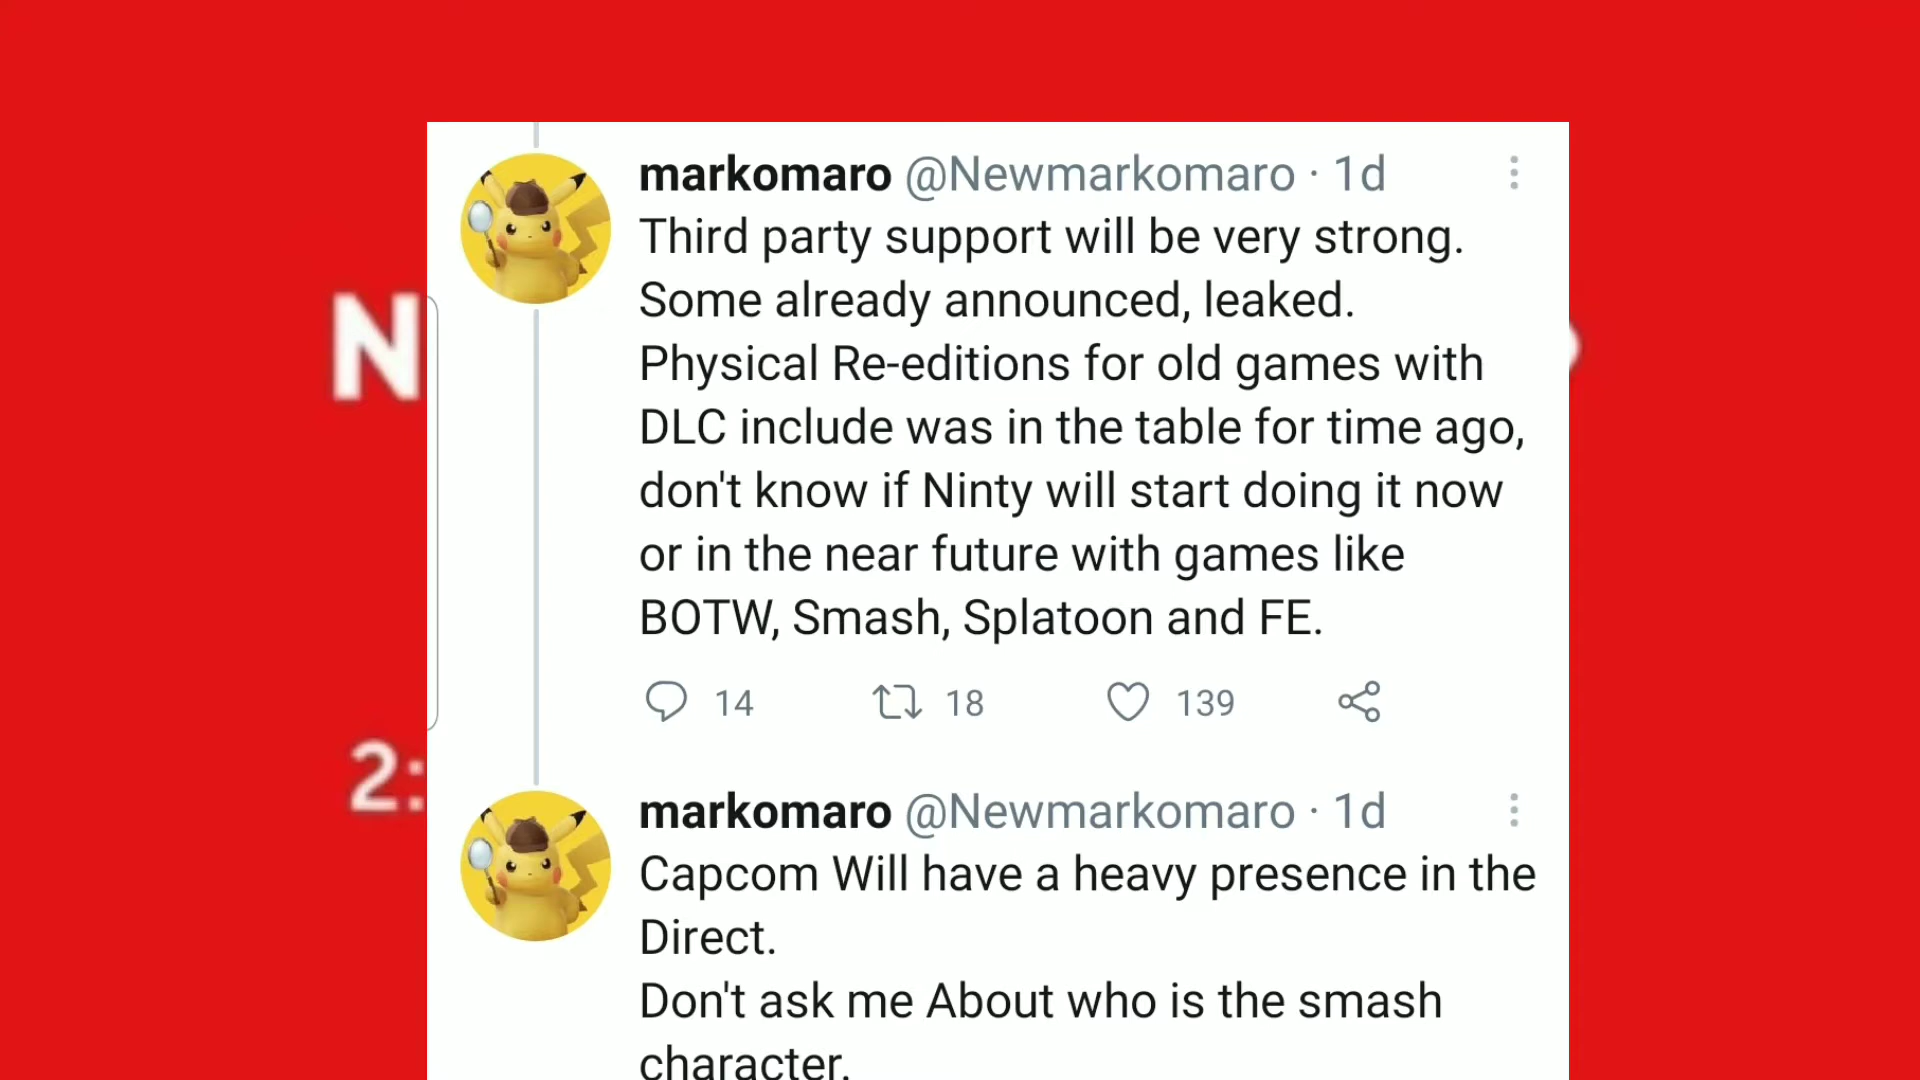 markomaro @Newmarkomaro · 1d
Third party support will be very strong.
Some already announced, leaked.
Physical Re-editions for old games with
DLC include was in the table for time ago,
don't know if Ninty will start doing it now
or in the near future with games like
BOTW, Smash, Splatoon and FE.
14 18 139
N
2:
markomaro @Newmarkomaro · 1d
Capcom Will have a heavy presence in the
Direct.
Don't ask me About who is the smash
character.